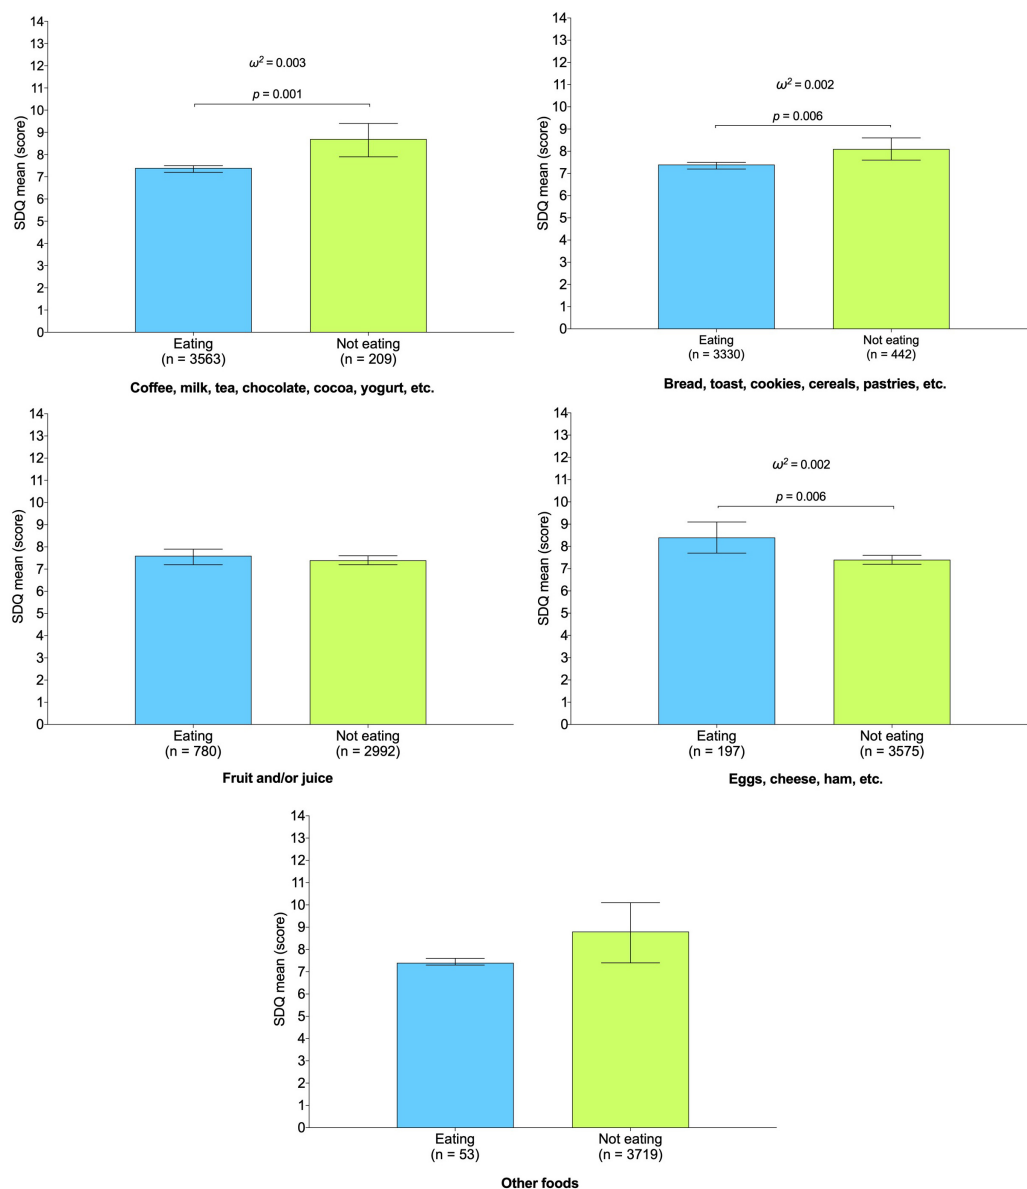 14
13
12
11
10
9
8
7
6
5
4
3
2
1
0
SDQ mean (score)
ω² = 0.003
p = 0.001
Eating
(n = 3563)
Not eating
(n = 209)
Coffee, milk, tea, chocolate, cocoa, yogurt, etc.
14
13
12
11
10
9
8
7
6
5
4
3
2
1
0
SDQ mean (score)
ω² = 0.002
p = 0.006
Eating
(n = 3330)
Not eating
(n = 442)
Bread, toast, cookies, cereals, pastries, etc.
14
13
12
11
10
9
8
7
6
5
4
3
2
1
0
SDQ mean (score)
Eating
(n = 780)
Not eating
(n = 2992)
Fruit and/or juice
14
13
12
11
10
9
8
7
6
5
4
3
2
1
0
SDQ mean (score)
ω² = 0.002
p = 0.006
Eating
(n = 197)
Not eating
(n = 3575)
Eggs, cheese, ham, etc.
14
13
12
11
10
9
8
7
6
5
4
3
2
1
0
SDQ mean (score)
Eating
(n = 53)
Not eating
(n = 3719)
Other foods